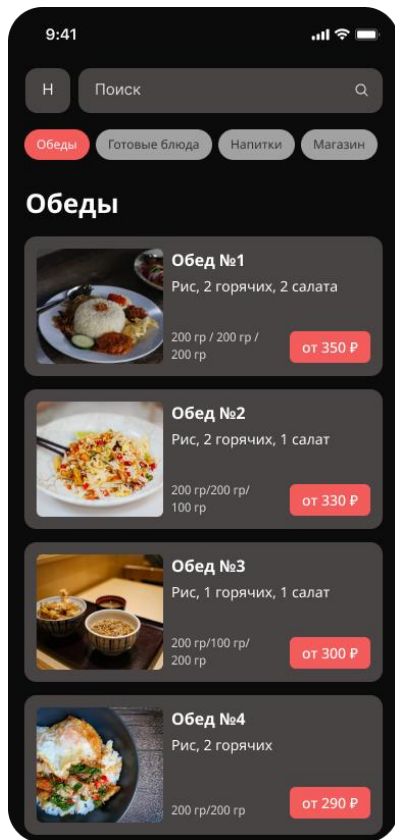 9:41
Н Поиск
Обеды Готовые блюда Напитки Магазин
Обеды
Обед №1
Рис, 2 горячих, 2 салата
200 гр / 200 гр /
200 гр
от 350 ₽
Обед №2
Рис, 2 горячих, 1 салат
200 гр/200 гр/
100 гр
от 330 ₽
Обед №3
Рис, 1 горячих, 1 салат
200 гр/100 гр/
200 гр
от 300 ₽
Обед №4
Рис, 2 горячих
200 гр/200 гр
от 290 ₽